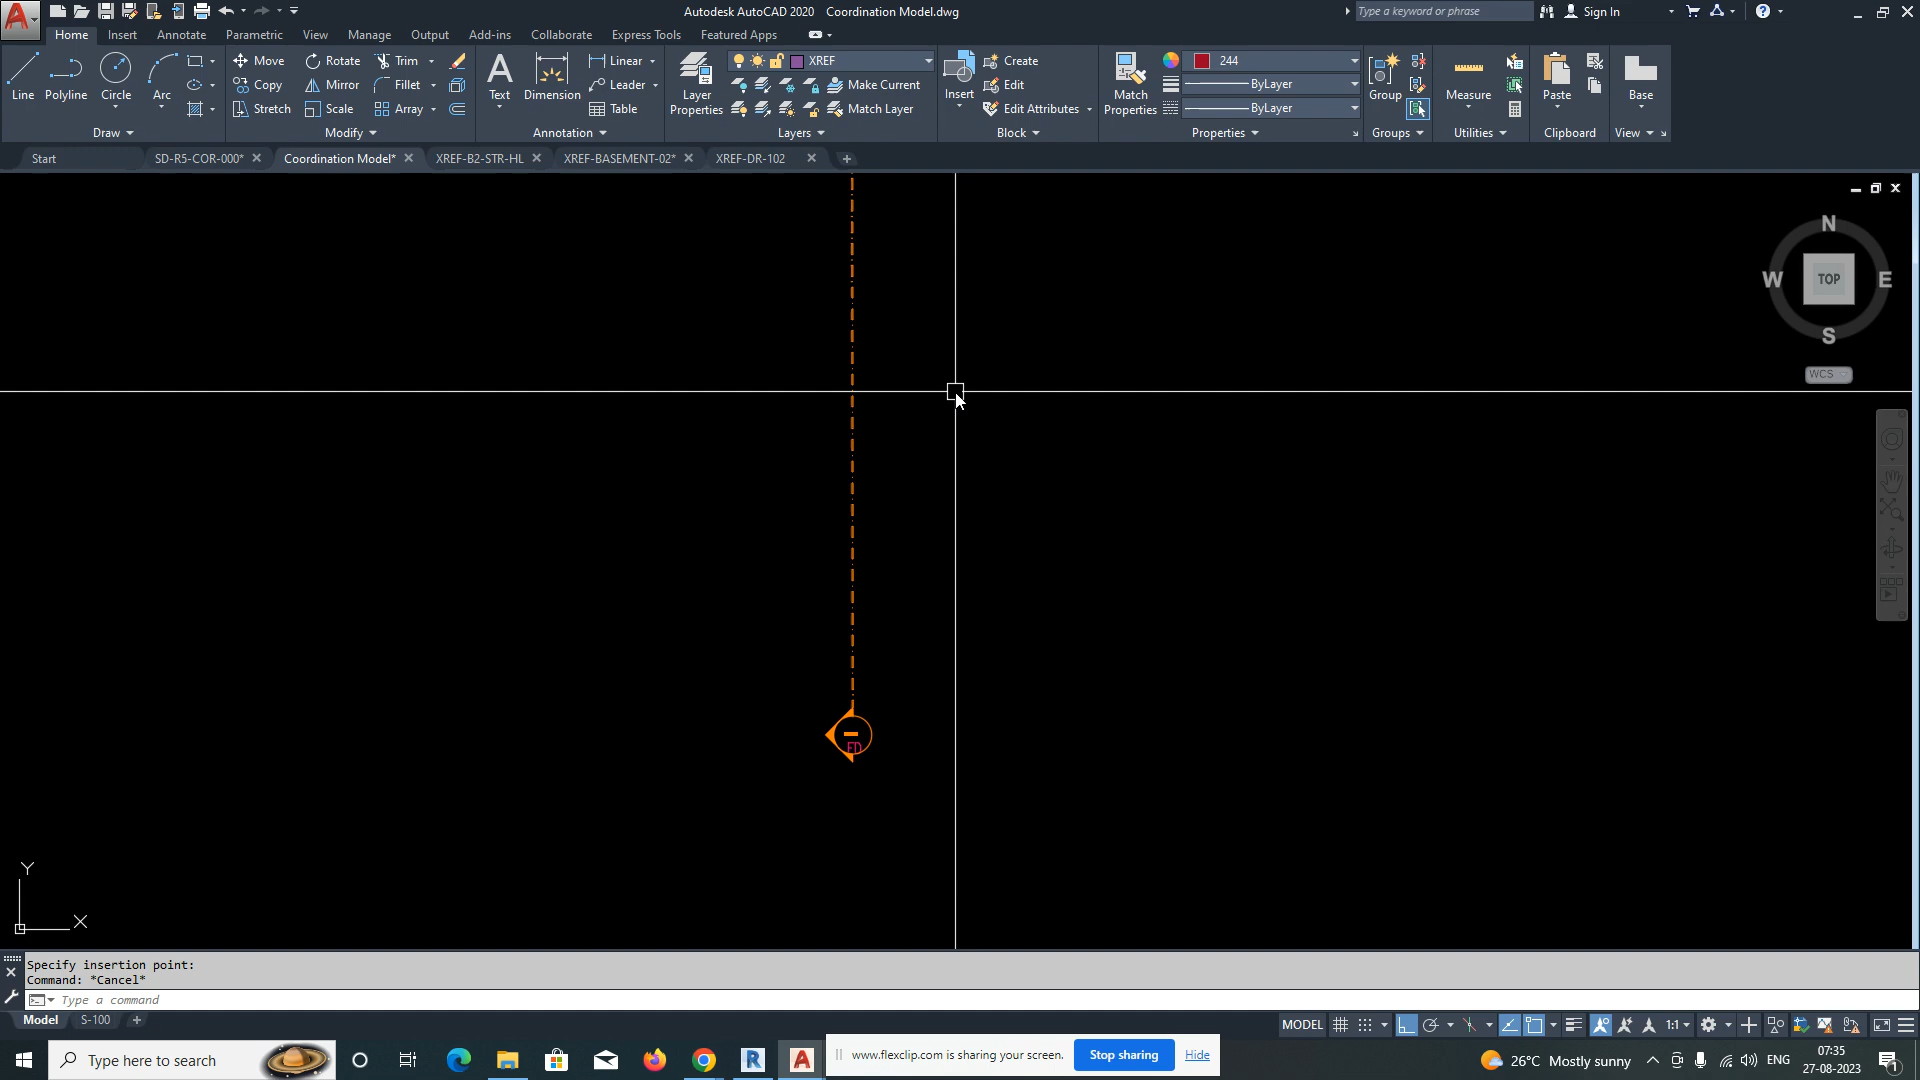 Autodesk AutoCAD 2020 Coordination Model.dwg
Type a keyword or phrase
Sign In
Home Insert Annotate Parametric View Manage Output Add-ins Collaborate Express Tools Featured Apps
Line Polyline Circle Arc
Move Rotate Trim
Copy Mirror Fillet
Stretch Scale Array
Text Dimension
Linear
Leader
Table
Layer
Properties
XREF
Make Current
Match Layer
Insert
Create
Edit
Edit Attributes
Match
Properties
244
ByLayer
ByLayer
Group
Measure
Paste
Base
Draw Modify Annotation Layers Block Properties Groups Utilities Clipboard View
Start SD-R5-COR-000* Coordination Model* XREF-B2-STR-HL XREF-BASEMENT-02* XREF-DR-102
N
W TOP E
S
WCS
Y
X
Specify insertion point:
Command: *Cancel*
Type a command
Model S-100
MODEL 1:1
Type here to search
www.flexclip.com is sharing your screen. Stop sharing Hide
26°C Mostly sunny
ENG
07:35
27-08-2023
1